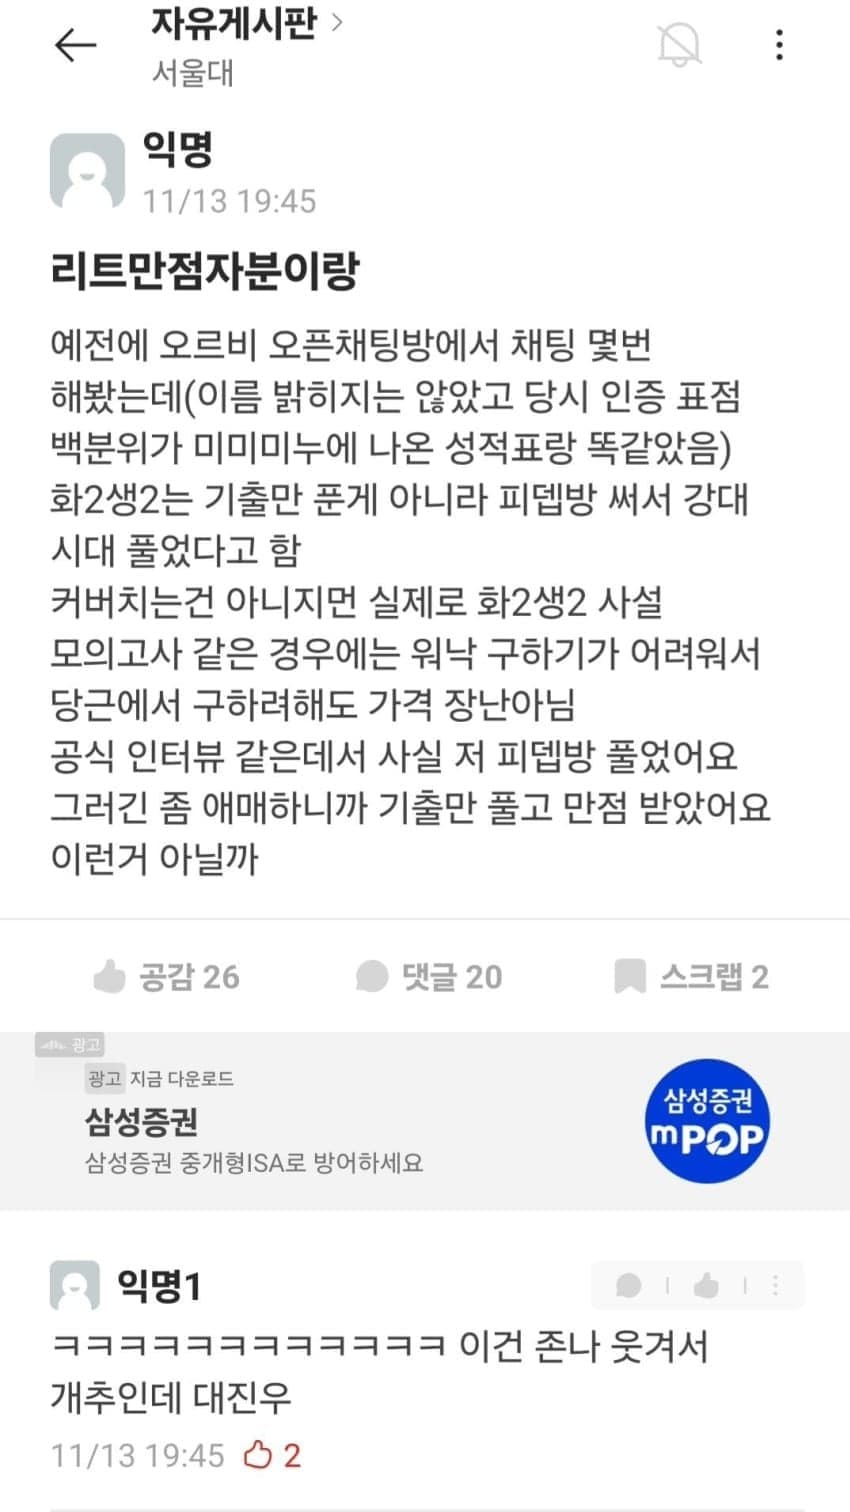 자유게시판 >
서울대
익명
11/13 19:45
리트만점자분이랑
예전에 오르비 오픈채팅방에서 채팅 몇번
해봤는데(이름 밝히지는 않았고 당시 인증 표점
백분위가 미미미누에 나온 성적표랑 똑같았음)
화2생2는 기출만 푼게 아니라 피뎁방 써서 강대
시대 풀었다고 함
커버치는건 아니지먼 실제로 화2생2 사설
모의고사 같은 경우에는 워낙 구하기가 어려워서
당근에서 구하려해도 가격 장난아님
공식 인터뷰 같은데서 사실 저 피뎁방 풀었어요
그러긴 좀 애매하니까 기출만 풀고 만점 받았어요
이런거 아닐까
공감 26 댓글 20 스크랩 2
광고
광고 지금 다운로드
삼성증권
삼성증권 중개형ISA로 방어하세요
삼성증권
mPOP
익명1
ㅋㅋㅋㅋㅋㅋㅋㅋㅋㅋㅋㅋ 이건 존나 웃겨서
개추인데 대진우
11/13 19:45 2